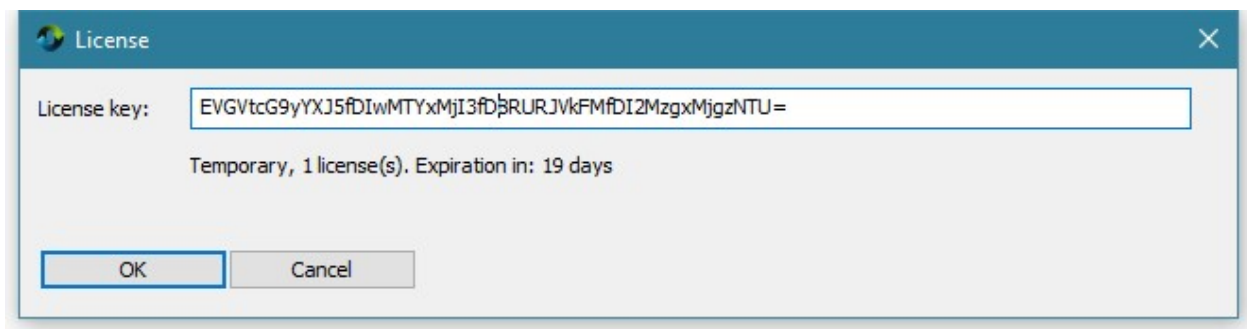 License
License key: EVGVtcG9yYXJ5fDIwMTYxMjI3fDBRURJVkFMfDI2MzgxMjgzNTU=
Temporary, 1 license(s). Expiration in: 19 days
OK Cancel